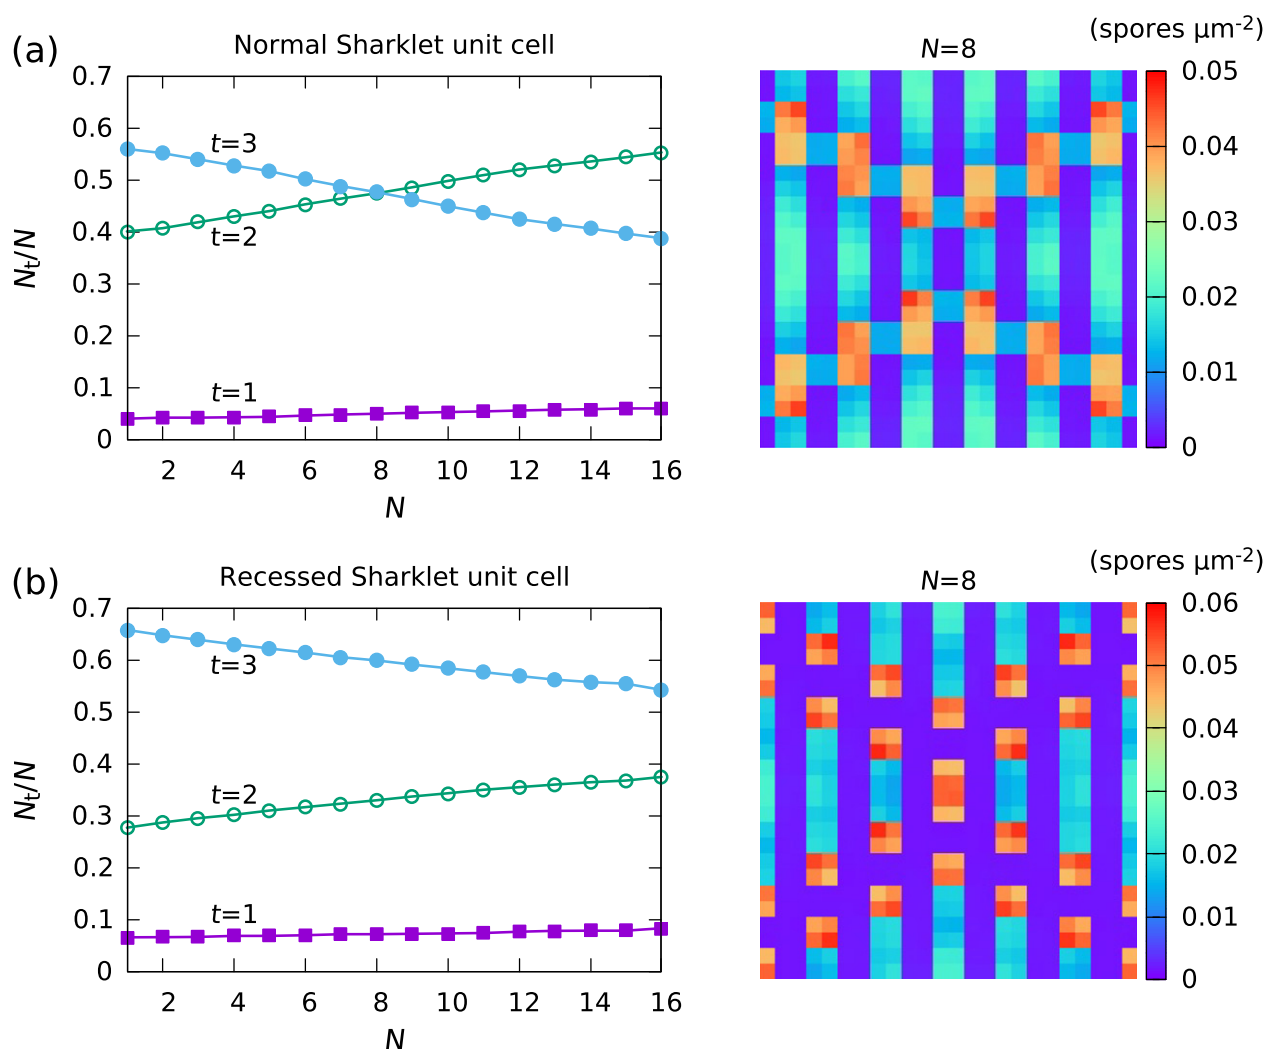 (a)
Normal Sharklet unit cell
0.7
0.6
0.5
0.4
0.3
0.2
0.1
0
Nt/N
t=3
t=2
t=1
2 4 6 8 10 12 14 16
N
(spores µm-2)
N=8
0.05
0.04
0.03
0.02
0.01
0
(b)
Recessed Sharklet unit cell
0.7
0.6
0.5
0.4
0.3
0.2
0.1
0
Nt/N
t=3
t=2
t=1
2 4 6 8 10 12 14 16
N
(spores µm-2)
N=8
0.06
0.05
0.04
0.03
0.02
0.01
0